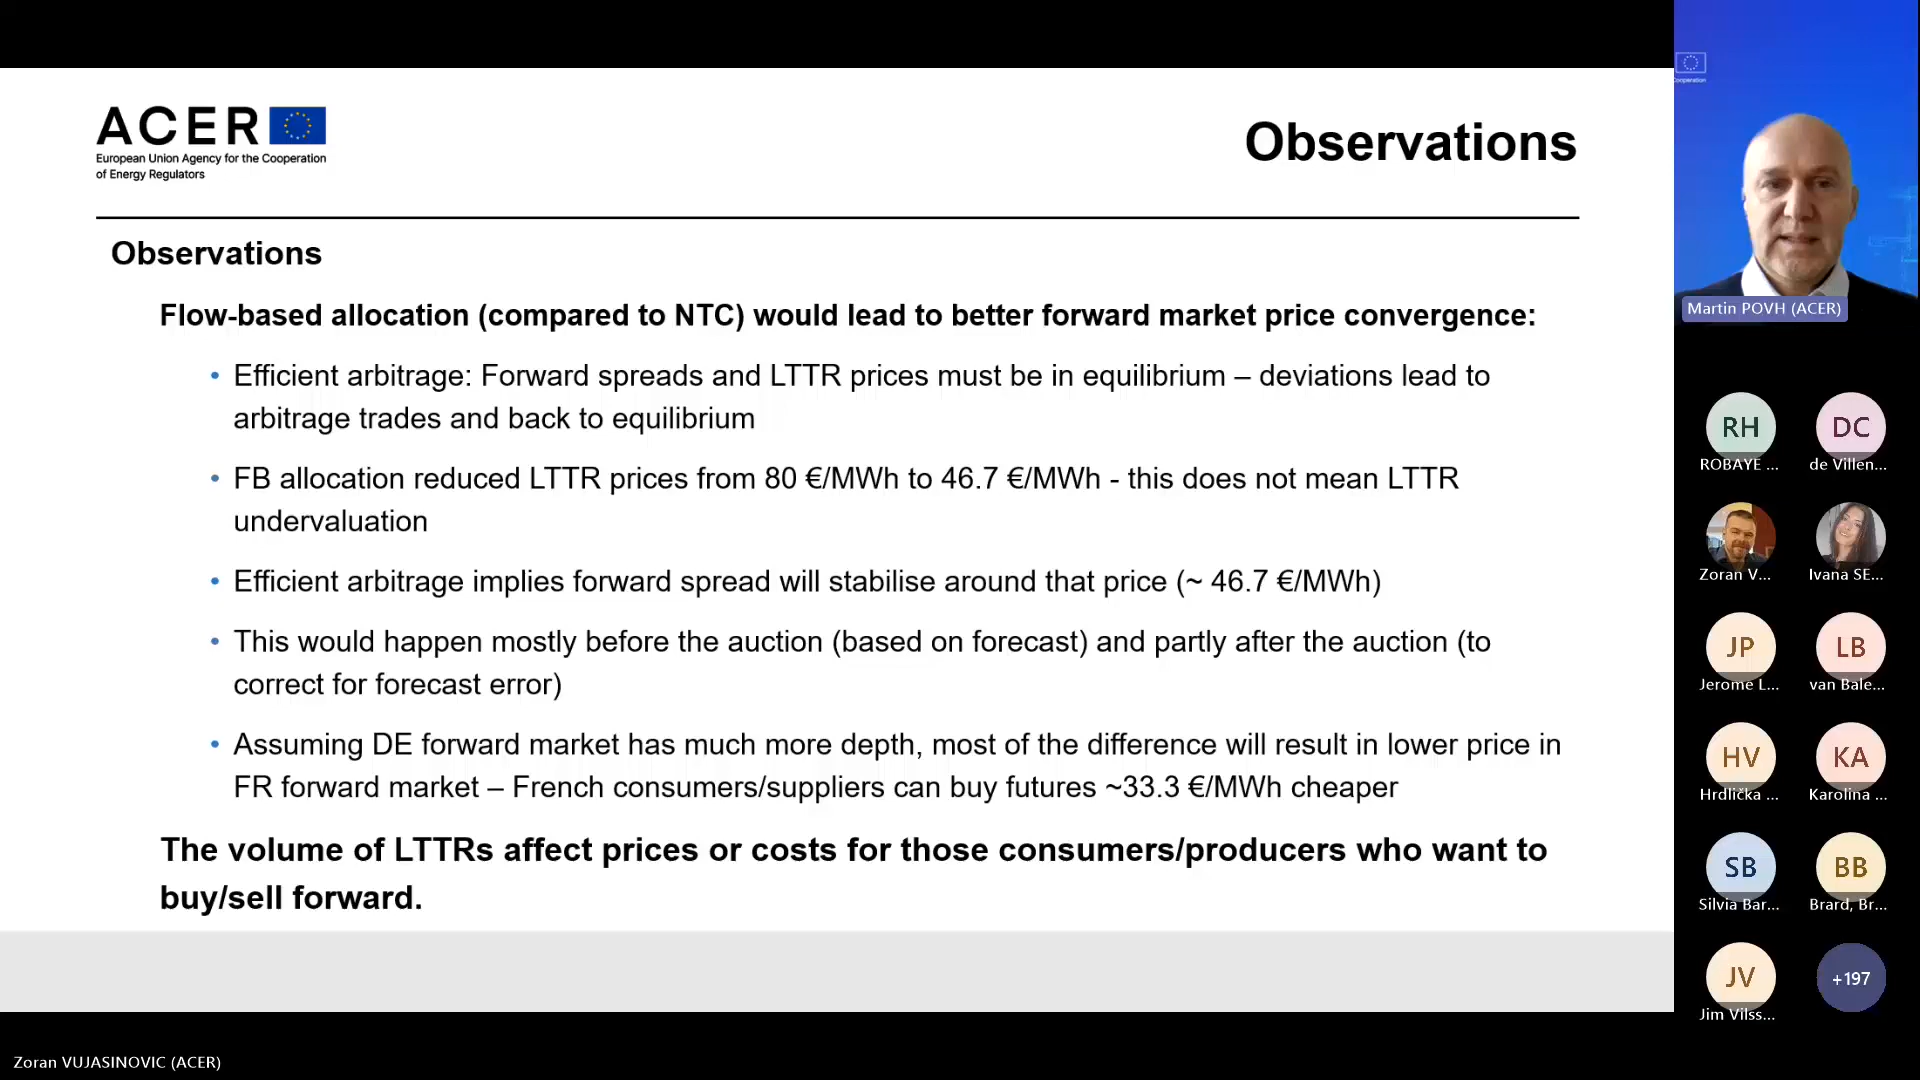 ACER
European Union Agency for the Cooperation
of Energy Regulators
Observations
Observations
Flow-based allocation (compared to NTC) would lead to better forward market price convergence:
• Efficient arbitrage: Forward spreads and LTTR prices must be in equilibrium – deviations lead to
arbitrage trades and back to equilibrium
• FB allocation reduced LTTR prices from 80 €/MWh to 46.7 €/MWh - this does not mean LTTR
undervaluation
• Efficient arbitrage implies forward spread will stabilise around that price (~ 46.7 €/MWh)
• This would happen mostly before the auction (based on forecast) and partly after the auction (to
correct for forecast error)
• Assuming DE forward market has much more depth, most of the difference will result in lower price in
FR forward market – French consumers/suppliers can buy futures ~33.3 €/MWh cheaper
The volume of LTTRs affect prices or costs for those consumers/producers who want to
buy/sell forward.
Zoran VUJASINOVIC (ACER)
Martin POVH (ACER)
RH
DC
ROBAYE ...
de Villen...
Zoran V...
Ivana SE...
JP
LB
Jerome L...
van Bale...
HV
KA
Hrdlička ...
Karolina ...
SB
BB
Silvia Bar...
Brard, Br...
JV
+197
Jim Vilss...